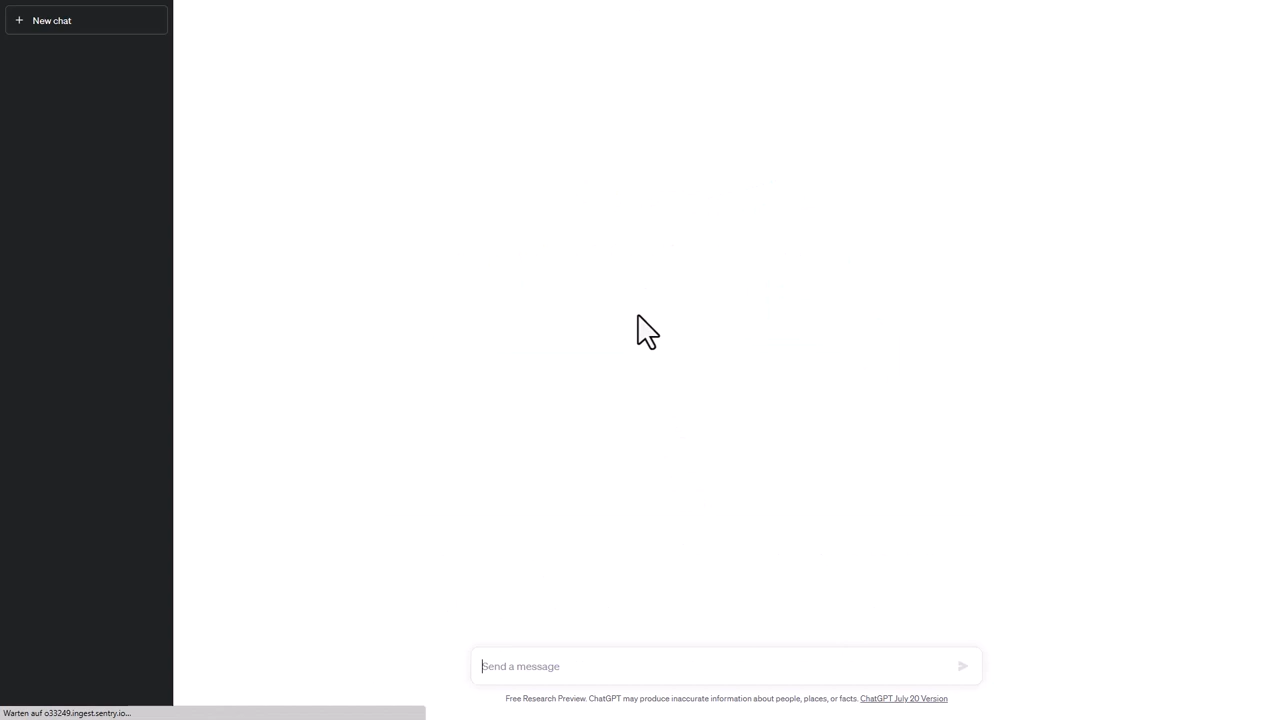 New chat
Send a message
Free Research Preview. ChatGPT may produce inaccurate information about people, places, or facts. ChatGPT July 20 Version
Warten auf o33249.ingest.sentry.io...